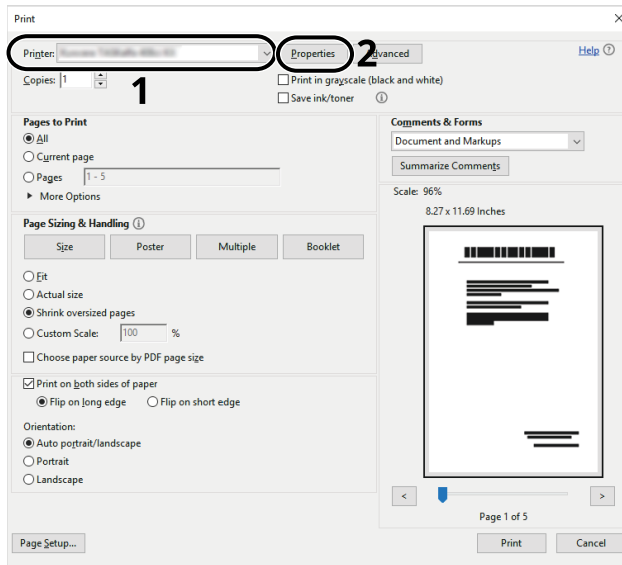 Print
Printer:
Properties
2
Advanced
Help
Copies: 1
1
Print in grayscale (black and white)
Save ink/toner
Pages to Print
All
Current page
Pages 1 - 5
More Options
Comments & Forms
Document and Markups
Summarize Comments
Scale: 96%
8.27 x 11.69 Inches
Page Sizing & Handling
Size Poster Multiple Booklet
Fit
Actual size
Shrink oversized pages
Custom Scale: 100 %
Choose paper source by PDF page size
Print on both sides of paper
Flip on long edge Flip on short edge
Orientation:
Auto portrait/landscape
Portrait
Landscape
< >
Page 1 of 5
Page Setup...
Print Cancel